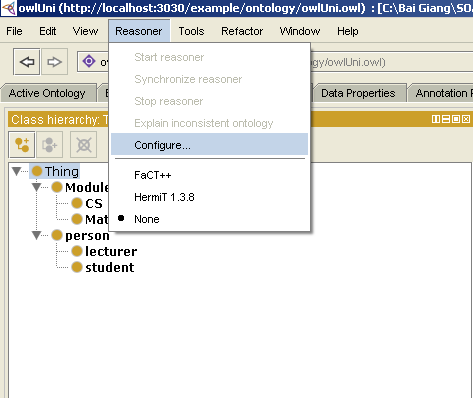 owlUni (http://localhost:3030/example/ontology/owlUni.owl) : [C:\Bai Giang\SO
File Edit View Reasoner Tools Refactor Window Help
Start reasoner
Synchronize reasoner
Stop reasoner
Explain inconsistent ontology
Configure...
FaCT++
HermiT 1.3.8
None
ogy/owlUni.owl)
Active Ontology Data Properties Annotation P
Class hierarchy: T
Thing
Module
CS
Mat
person
lecturer
student